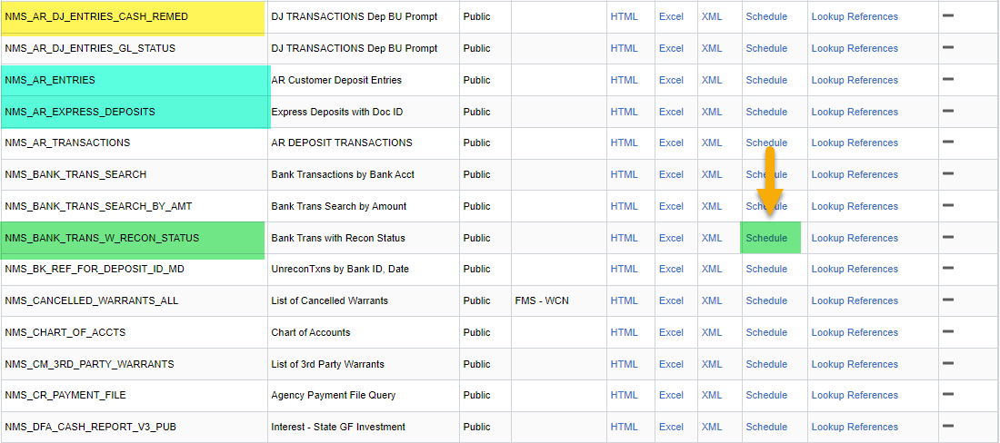 NMS_AR_DJ_ENTRIES_CASH_REMED DJ TRANSACTIONS Dep BU Prompt Public HTML Excel XML Schedule Lookup References
NMS_AR_DJ_ENTRIES_GL_STATUS DJ TRANSACTIONS Dep BU Prompt Public HTML Excel XML Schedule Lookup References
NMS_AR_ENTRIES AR Customer Deposit Entries Public HTML Excel XML Schedule Lookup References
NMS_AR_EXPRESS_DEPOSITS Express Deposits with Doc ID Public HTML Excel XML Schedule Lookup References
NMS_AR_TRANSACTIONS AR DEPOSIT TRANSACTIONS Public HTML Excel XML Schedule Lookup References
NMS_BANK_TRANS_SEARCH Bank Transactions by Bank Acct Public HTML Excel XML Schedule Lookup References
NMS_BANK_TRANS_SEARCH_BY_AMT Bank Trans Search by Amount Public HTML Excel XML Schedule Lookup References
NMS_BANK_TRANS_W_RECON_STATUS Bank Trans with Recon Status Public HTML Excel XML Schedule Lookup References
NMS_BK_REF_FOR_DEPOSIT_ID_MD UnreconTxns by Bank ID, Date Public HTML Excel XML Schedule Lookup References
NMS_CANCELLED_WARRANTS_ALL List of Cancelled Warrants Public FMS - WCN HTML Excel XML Schedule Lookup References
NMS_CHART_OF_ACCTS Chart of Accounts Public HTML Excel XML Schedule Lookup References
NMS_CM_3RD_PARTY_WARRANTS List of 3rd Party Warrants Public HTML Excel XML Schedule Lookup References
NMS_CR_PAYMENT_FILE Agency Payment File Query Public HTML Excel XML Schedule Lookup References
NMS_DFA_CASH_REPORT_V3_PUB Interest - State GF Investment Public HTML Excel XML Schedule Lookup References